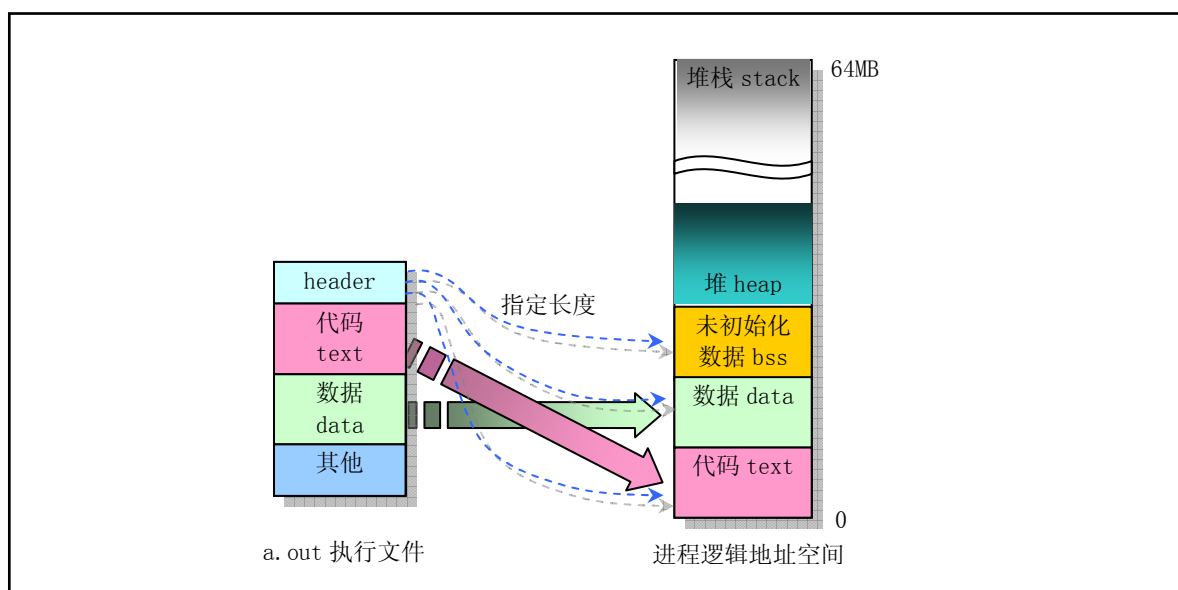 堆栈 stack
64MB
header
指定长度
堆 heap
代码
text
未初始化
数据 bss
数据
data
数据 data
其他
代码 text
0
a.out 执行文件
进程逻辑地址空间